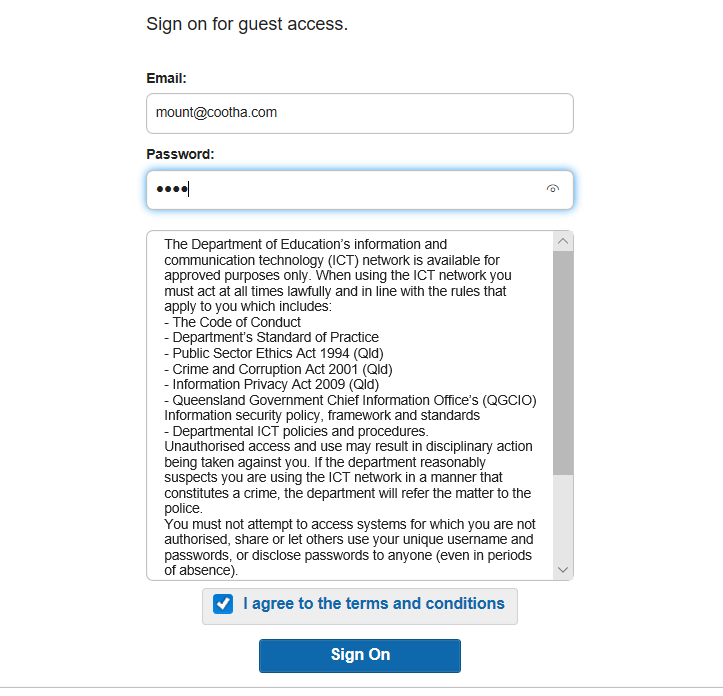 Sign on for guest access.
Email:
mount@cootha.com
Password:
••••
The Department of Education's information and
communication technology (ICT) network is available for
approved purposes only. When using the ICT network you
must act at all times lawfully and in line with the rules that
apply to you which includes:
- The Code of Conduct
- Department's Standard of Practice
- Public Sector Ethics Act 1994 (Qld)
- Crime and Corruption Act 2001 (Qld)
- Information Privacy Act 2009 (Qld)
- Queensland Government Chief Information Office's (QGCIO)
Information security policy, framework and standards
- Departmental ICT policies and procedures.
Unauthorised access and use may result in disciplinary action
being taken against you. If the department reasonably
suspects you are using the ICT network in a manner that
constitutes a crime, the department will refer the matter to the
police.
You must not attempt to access systems for which you are not
authorised, share or let others use your unique username and
passwords, or disclose passwords to anyone (even in periods
of absence).
I agree to the terms and conditions
Sign On